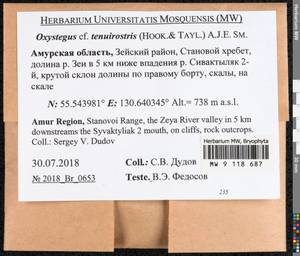 HERBARIUM UNIVERSITATIS MOSQUENSIS (MW)
Oxystegus cf. tenuirostris (HOOK.& TAYL.) A.J.E. SM.
Амурская область, Зейский район, Становой хребет,
долина р. Зеи в 5 км ниже впадения р. Сивактыляк 2-
й, крутой склон долины по правому борту, скалы, на
скале
N: 55.543981° E: 130.640345° Alt.= 738 m a.s.l.
Amur Region, Stanovoi Range, the Zeya River valley in 5 km
downstreams the Syvaktyliak 2 mouth, on cliffs, rock outcrops.
Coll.: Sergey V. Dudov
Herbarium MW, Bryophyta
MW 9 118 687
30.07.2018 Coll.: С.В. Дудов
№ 2018_Br_0653 Teste. В.Э. Федосов
235